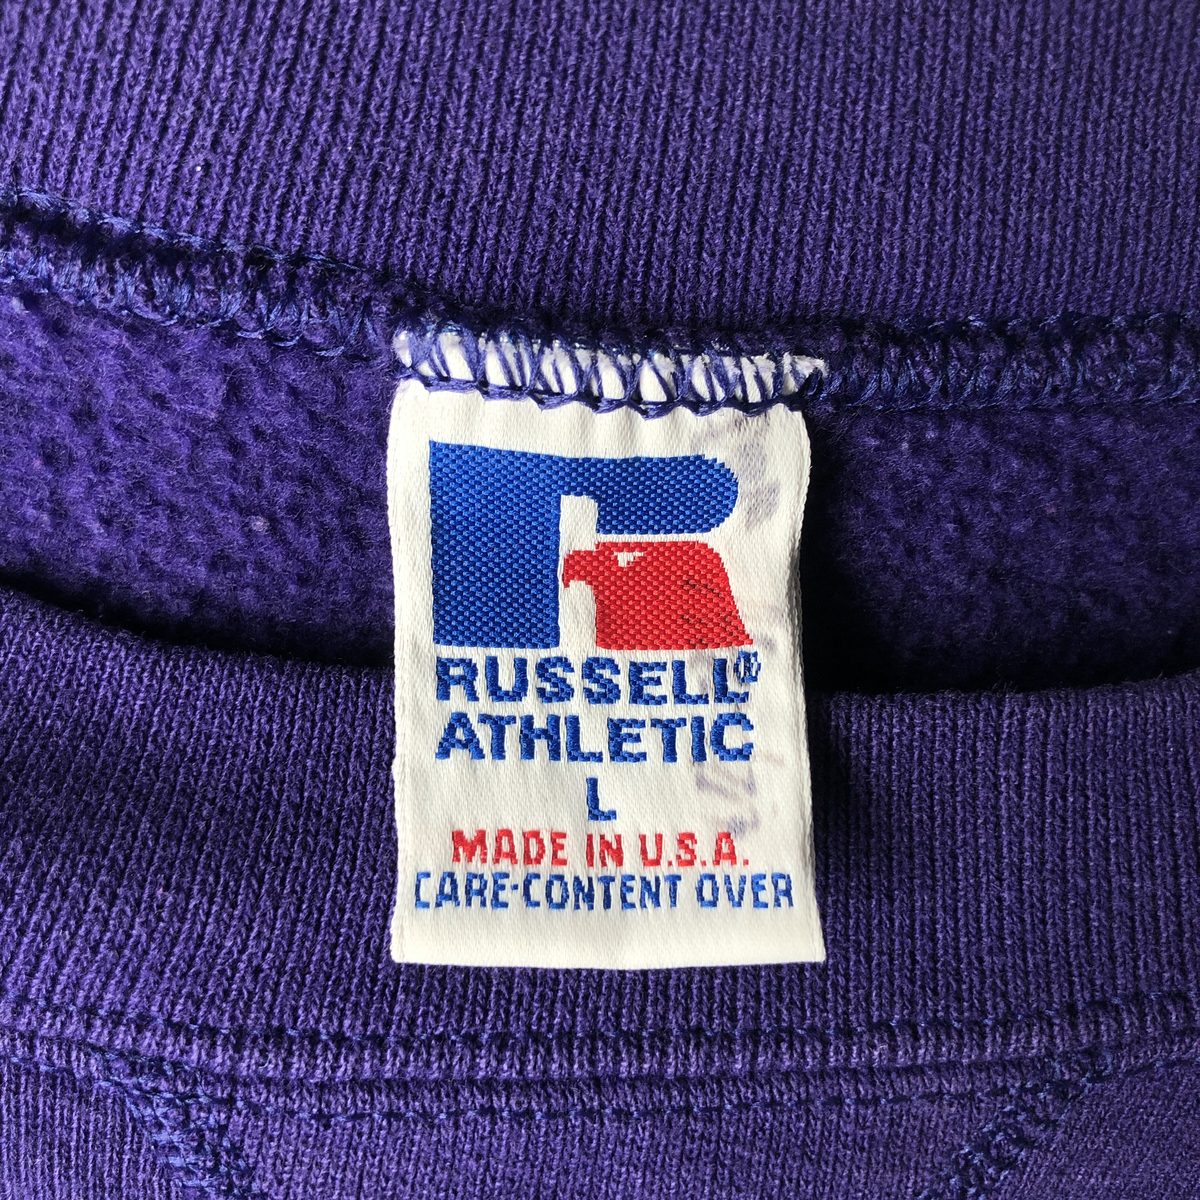 RUSSELL®
ATHLETIC
L
MADE IN U.S.A.
CARE·CONTENT OVER